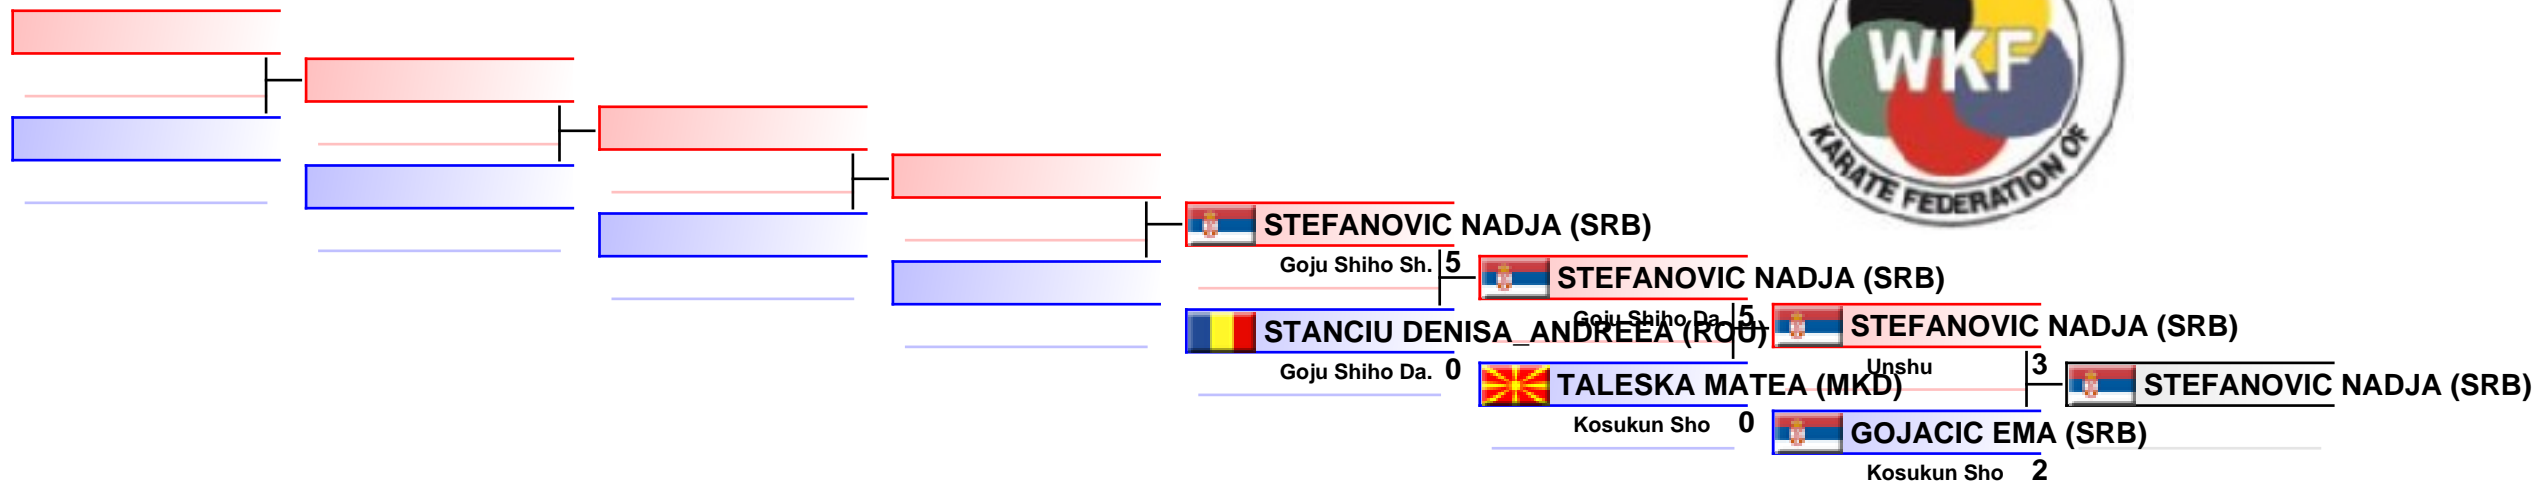 WKF
KARATE FEDERATION OF
STEFANOVIC NADJA (SRB)
Goju Shiho Sh. 5
STANCIU DENISA_ANDREEA (ROU)
Goju Shiho Da. 0
STEFANOVIC NADJA (SRB)
Goju Shiho Da. 5
TALESKA MATEA (MKD)
Kosukun Sho 0
STEFANOVIC NADJA (SRB)
Unshu 3
GOJACIC EMA (SRB)
Kosukun Sho 2
STEFANOVIC NADJA (SRB)